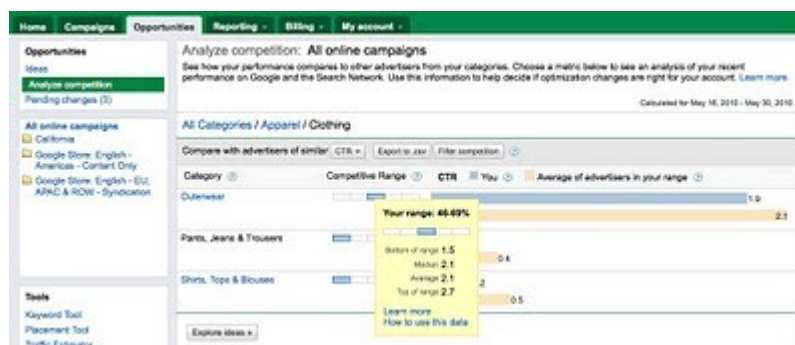 Home Campaigns Opportunities Reporting Billing My account
Opportunities
Ideas
Analyze competition
Pending changes (3)
All online campaigns
California
Google Store: English - Americas - Content Only
Google Store: English - EU, APAC & ROW - Syndication
Tools
Keyword Tool
Placement Tool
Traffic Estimator
Analyze competition: All online campaigns
See how your performance compares to other advertisers from your categories. Choose a metric below to see an analysis of your recent
performance on Google and the Search Network. Use this information to help decide if optimization changes are right for your account. Learn more
Calculated for May 16, 2010 - May 30, 2010
All Categories / Apparel / Clothing
Compare with advertisers of similar CTR Export to .csv Filter competition
Category Competitive Range CTR You Average of advertisers in your range
Outerwear 1.9
2.1
Your range: 46-69%
Bottom of range 1.5
Median 2.1
Average 2.1
Top of range 2.7
Learn more
How to use this data
Pants, Jeans & Trousers
0.4
Shirts, Tops & Blouses
0.5
Explore ideas »